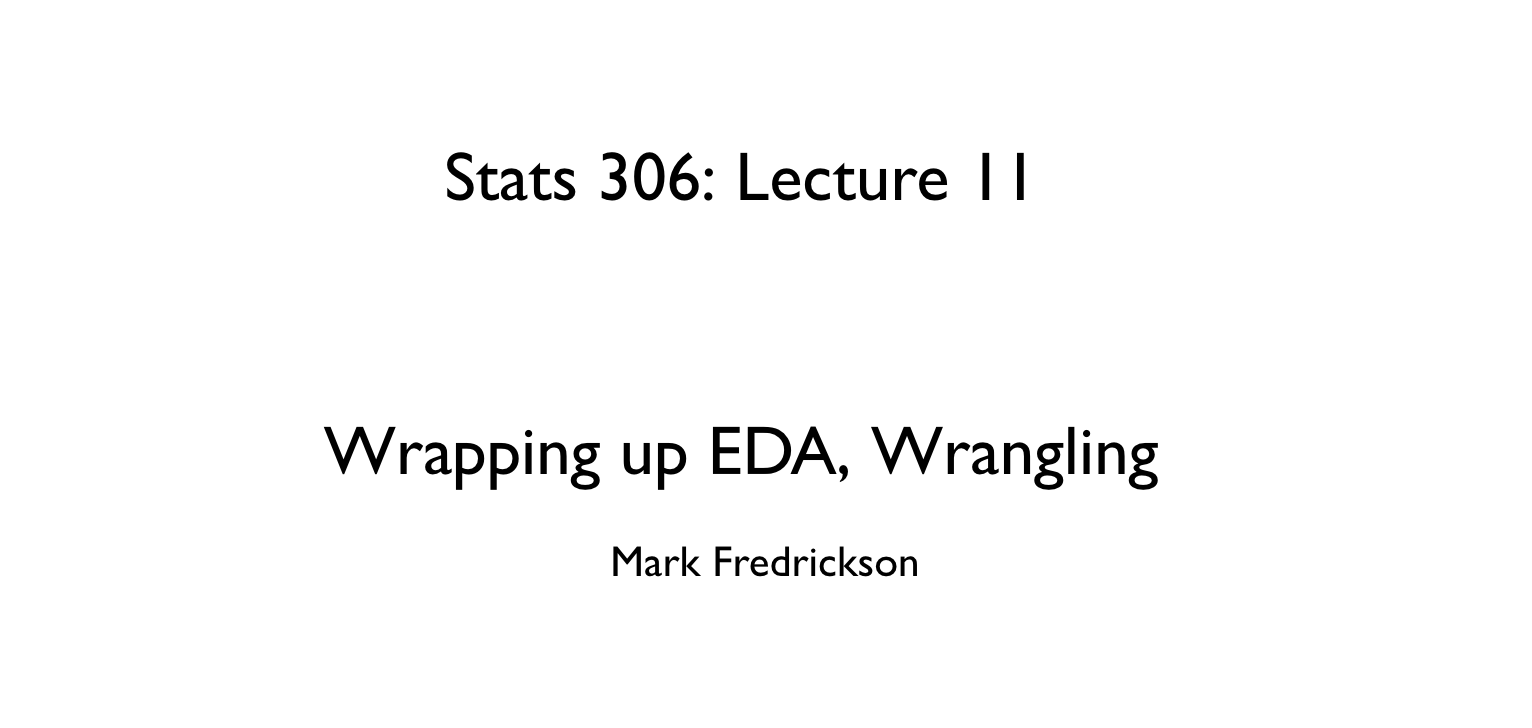 Stats 306: Lecture 11
Wrapping up EDA, Wrangling
Mark Fredrickson